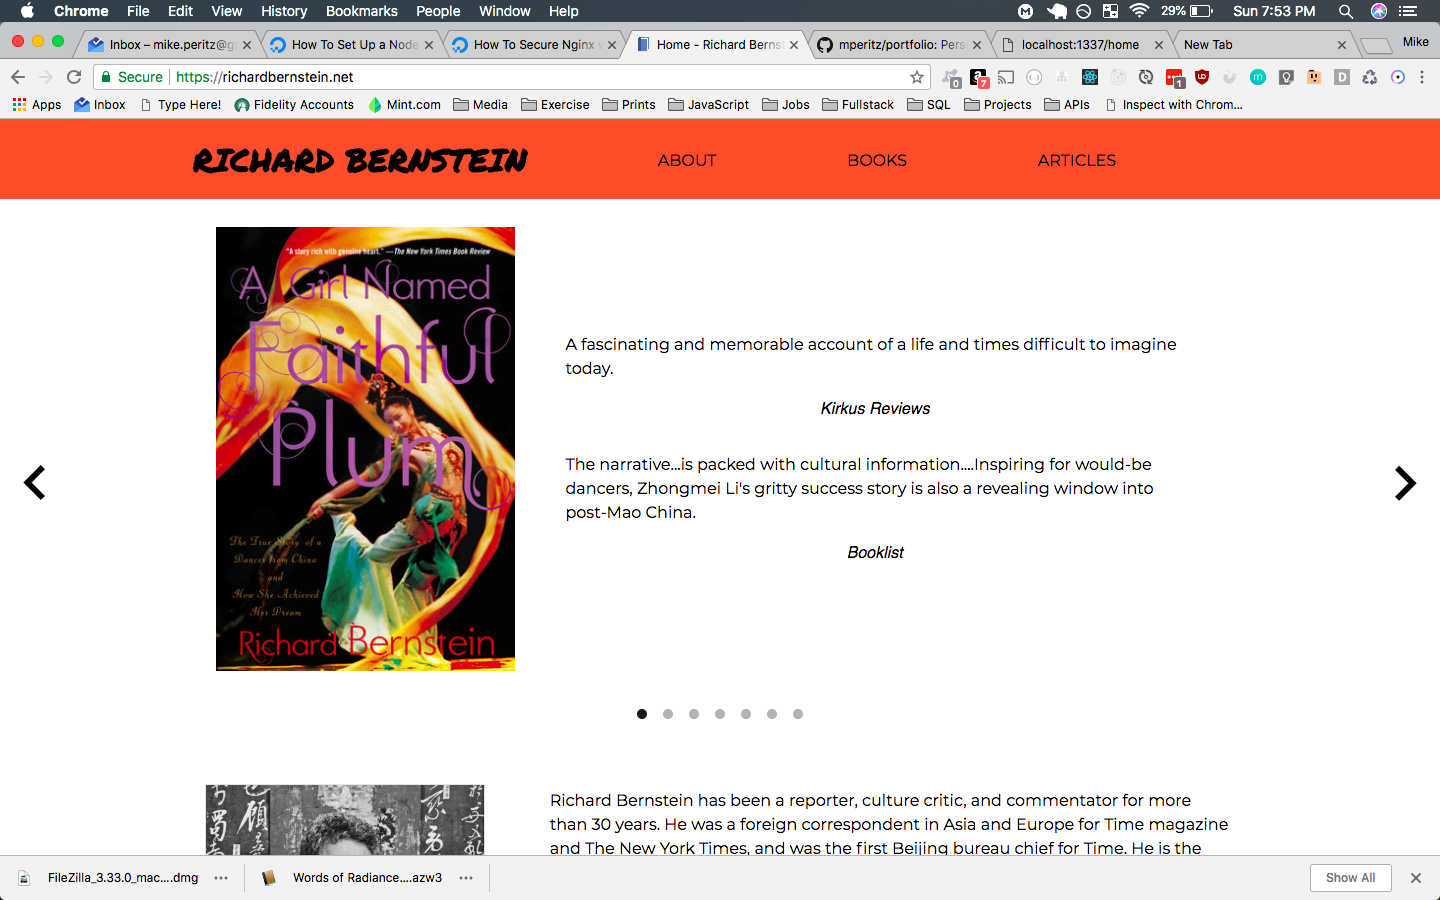 Chrome File Edit View History Bookmarks People Window Help 29% Sun 7:53 PM
Inbox – mike.peritz@g How To Set Up a Node How To Secure Nginx Home - Richard Bernst mperitz/portfolio: Pers localhost:1337/home New Tab Mike
Secure https://richardbernstein.net 0 7 1
Apps Inbox Type Here! Fidelity Accounts Mint.com Media Exercise Prints JavaScript Jobs Fullstack SQL Projects APIs Inspect with Chrom...
RICHARD BERNSTEIN ABOUT BOOKS ARTICLES
"A story rich with genuine heart." —The New York Times Book Review
A Girl Named
Faithful
Plum
The True Story of a
Dancer from China
and
How She Achieved
Her Dream
Richard Bernstein
A fascinating and memorable account of a life and times difficult to imagine
today.
Kirkus Reviews
The narrative...is packed with cultural information....Inspiring for would-be
dancers, Zhongmei Li's gritty success story is also a revealing window into
post-Mao China.
Booklist
Richard Bernstein has been a reporter, culture critic, and commentator for more
than 30 years. He was a foreign correspondent in Asia and Europe for Time magazine
and The New York Times, and was the first Beijing bureau chief for Time. He is the
FileZilla_3.33.0_mac....dmg Words of Radiance....azw3 Show All